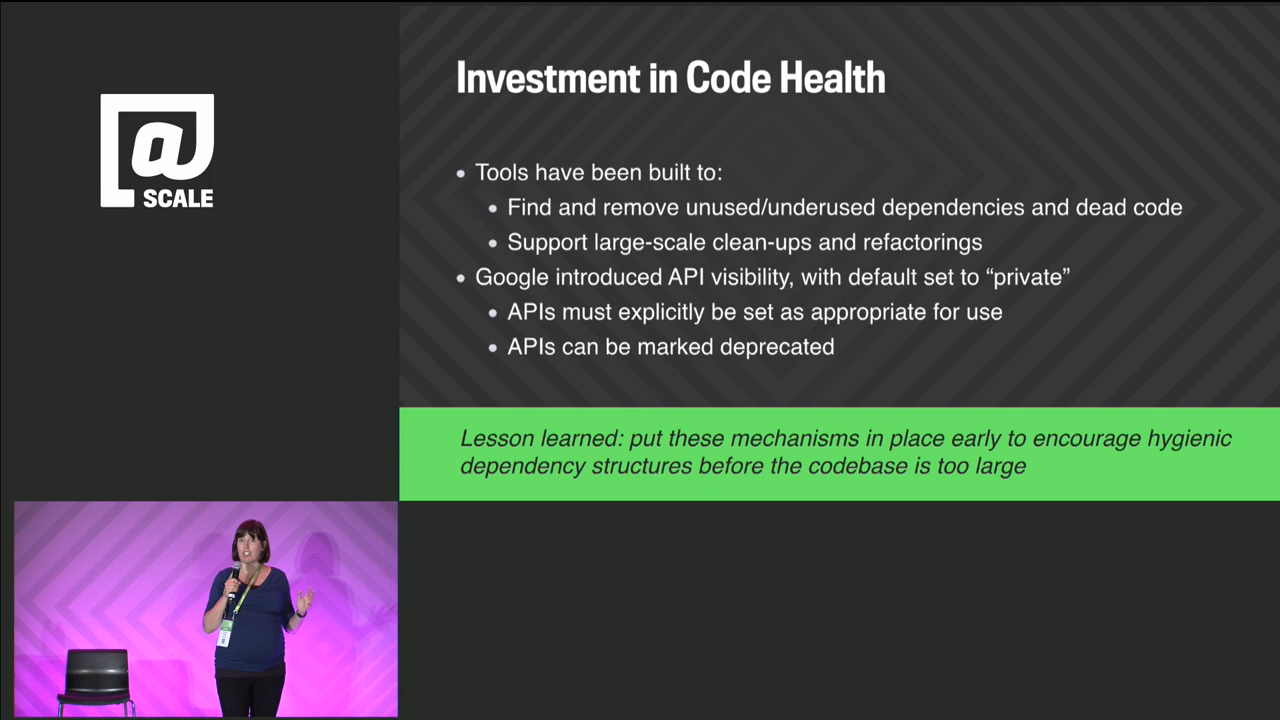 @
SCALE
Investment in Code Health
• Tools have been built to:
• Find and remove unused/underused dependencies and dead code
• Support large-scale clean-ups and refactorings
• Google introduced API visibility, with default set to “private”
• APIs must explicitly be set as appropriate for use
• APIs can be marked deprecated
Lesson learned: put these mechanisms in place early to encourage hygienic
dependency structures before the codebase is too large